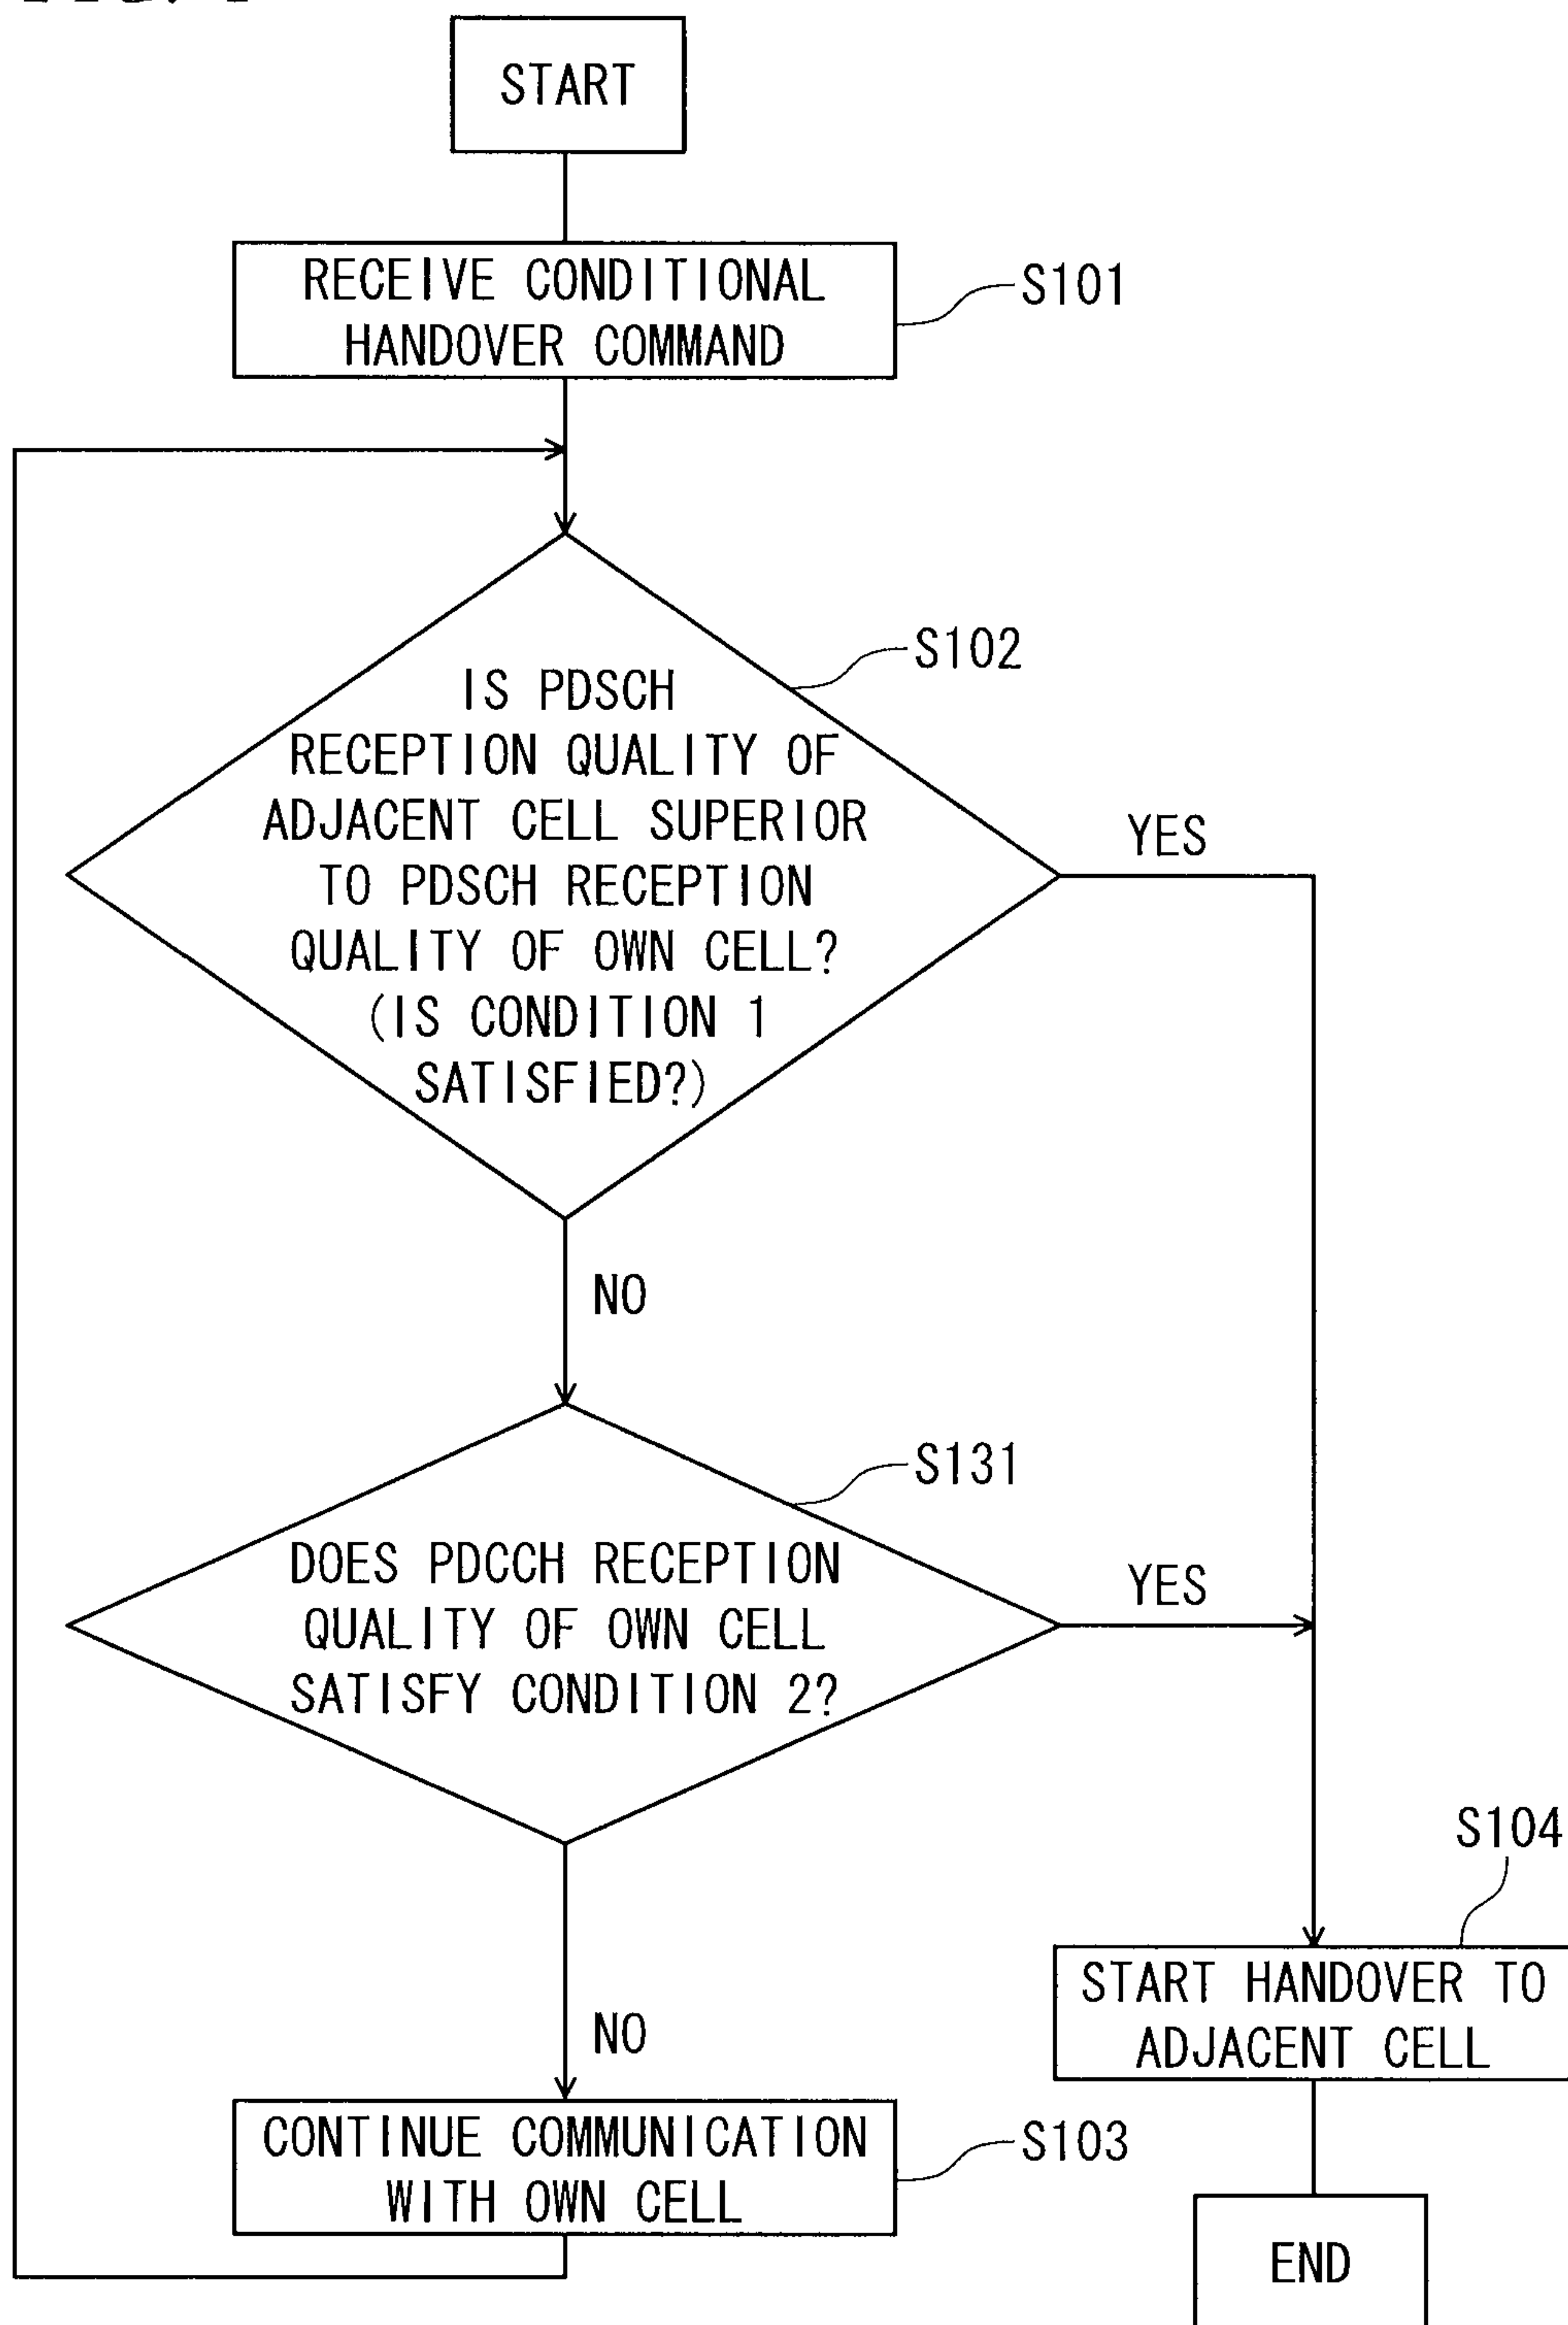 START
RECEIVE CONDITIONAL
HANDOVER COMMAND
S101
S102
IS PDSCH
RECEPTION QUALITY OF
ADJACENT CELL SUPERIOR
TO PDSCH RECEPTION
QUALITY OF OWN CELL?
(IS CONDITION 1
SATISFIED?)
YES
NO
S131
DOES PDCCH RECEPTION
QUALITY OF OWN CELL
SATISFY CONDITION 2?
YES
NO
S104
START HANDOVER TO
ADJACENT CELL
CONTINUE COMMUNICATION
WITH OWN CELL
S103
END